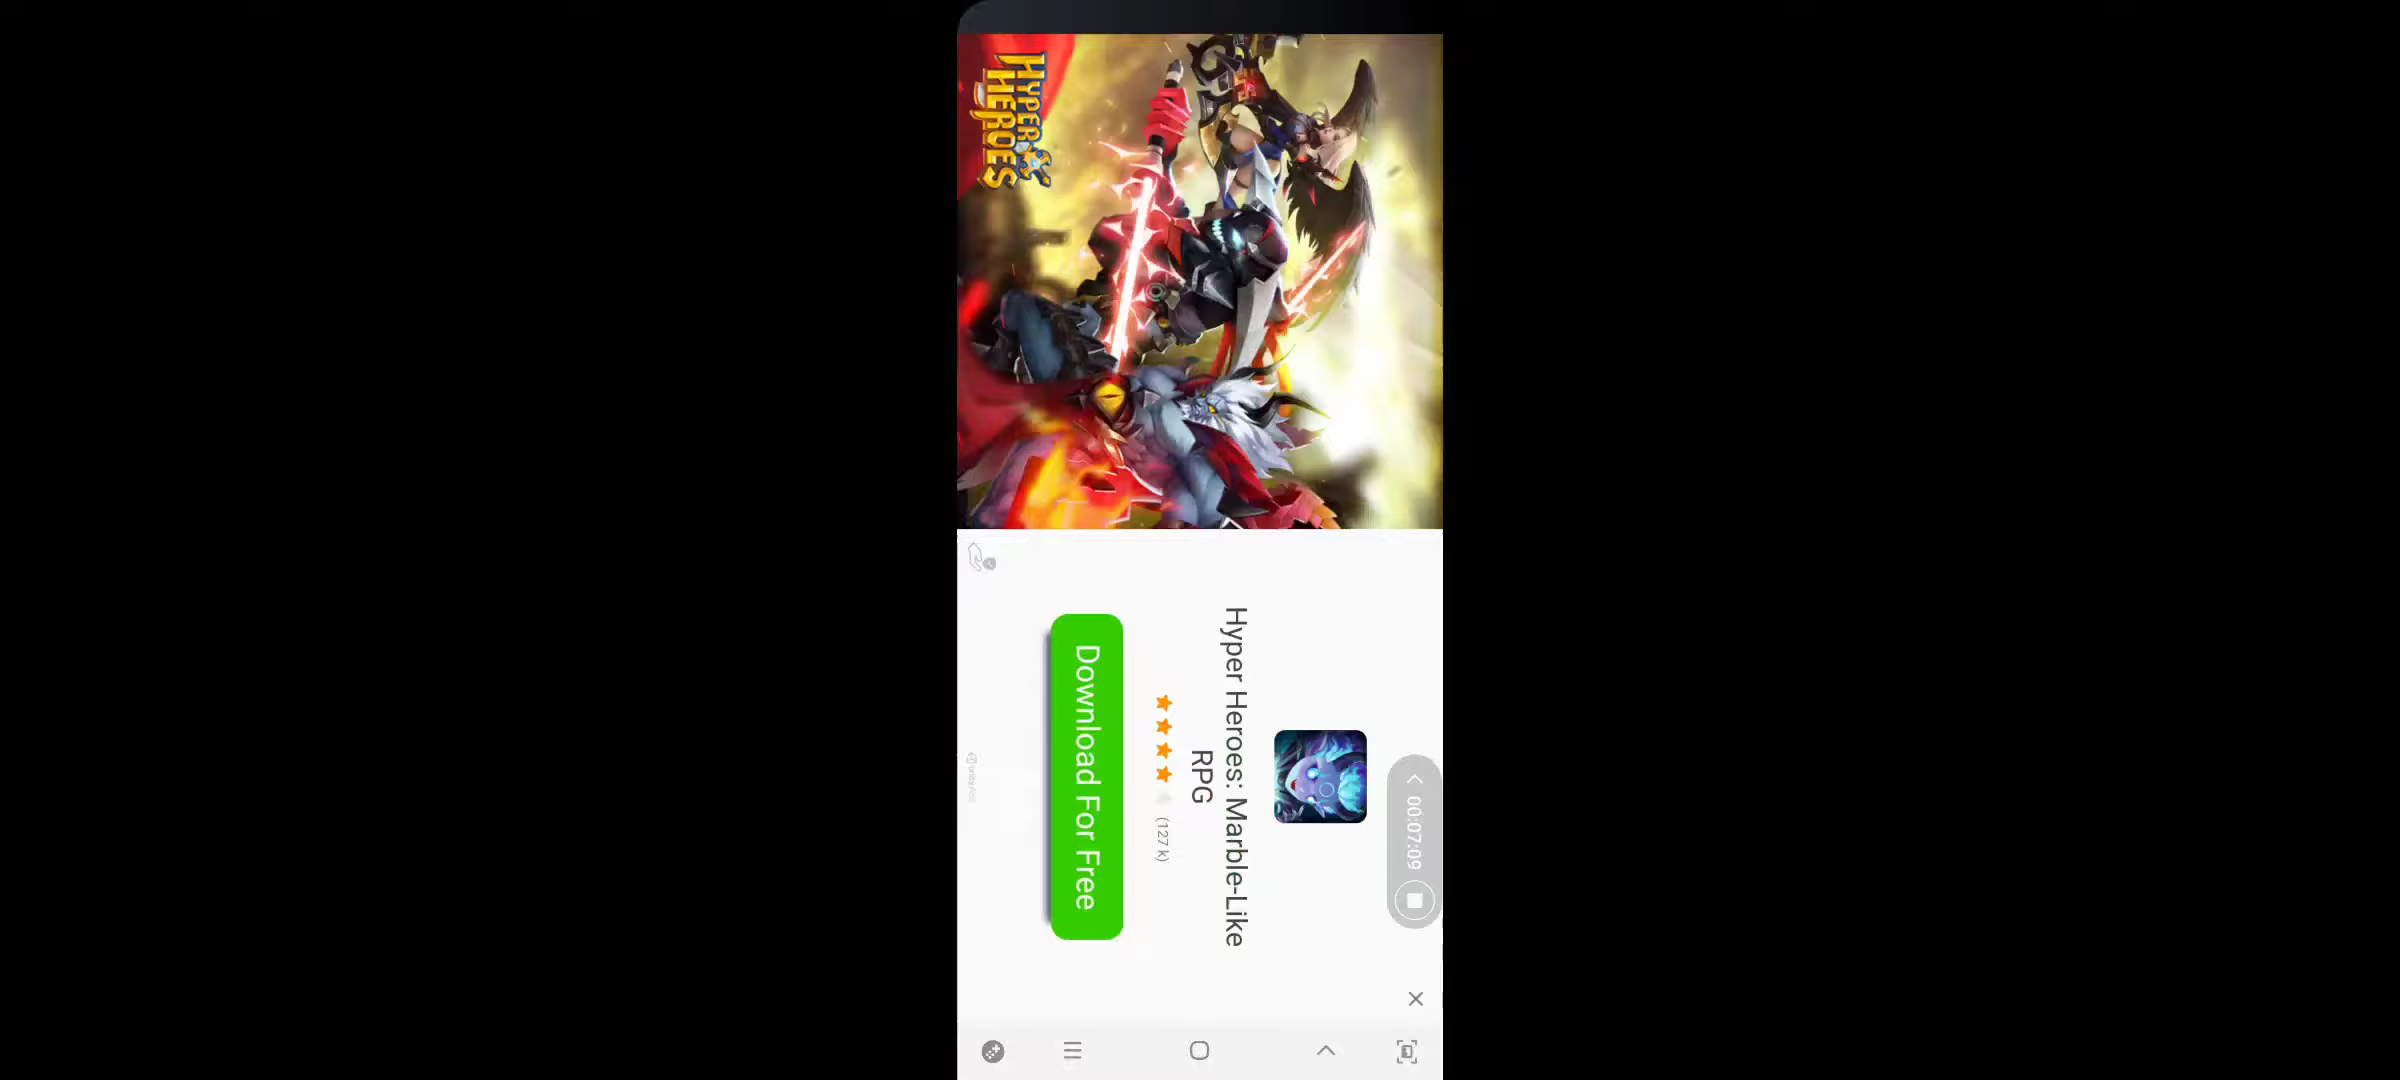 HYPER
HEROES
00:07:09
Hyper Heroes: Marble-Like
RPG
(127 k)
Download For Free